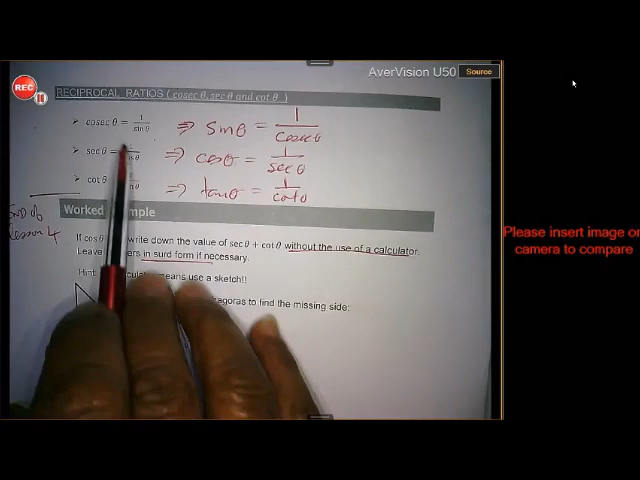 AverVision U50 Source
REC
RECIPROCAL RATIOS (cosec θ, sec θ and cot θ)
➢ cosec θ = 1/sin θ ⇒ sin θ = 1/cosec θ
➢ sec θ = ⇒ cos θ = 1/sec θ
➢ cot θ ⇒ tan θ = 1/cot θ
END of
lesson 4
Worked
If cos θ write down the value of sec θ + cot θ without the use of a calculator.
Leave in surd form if necessary.
Hint means use a sketch!!
to find the missing side:
Please insert image or
camera to compare